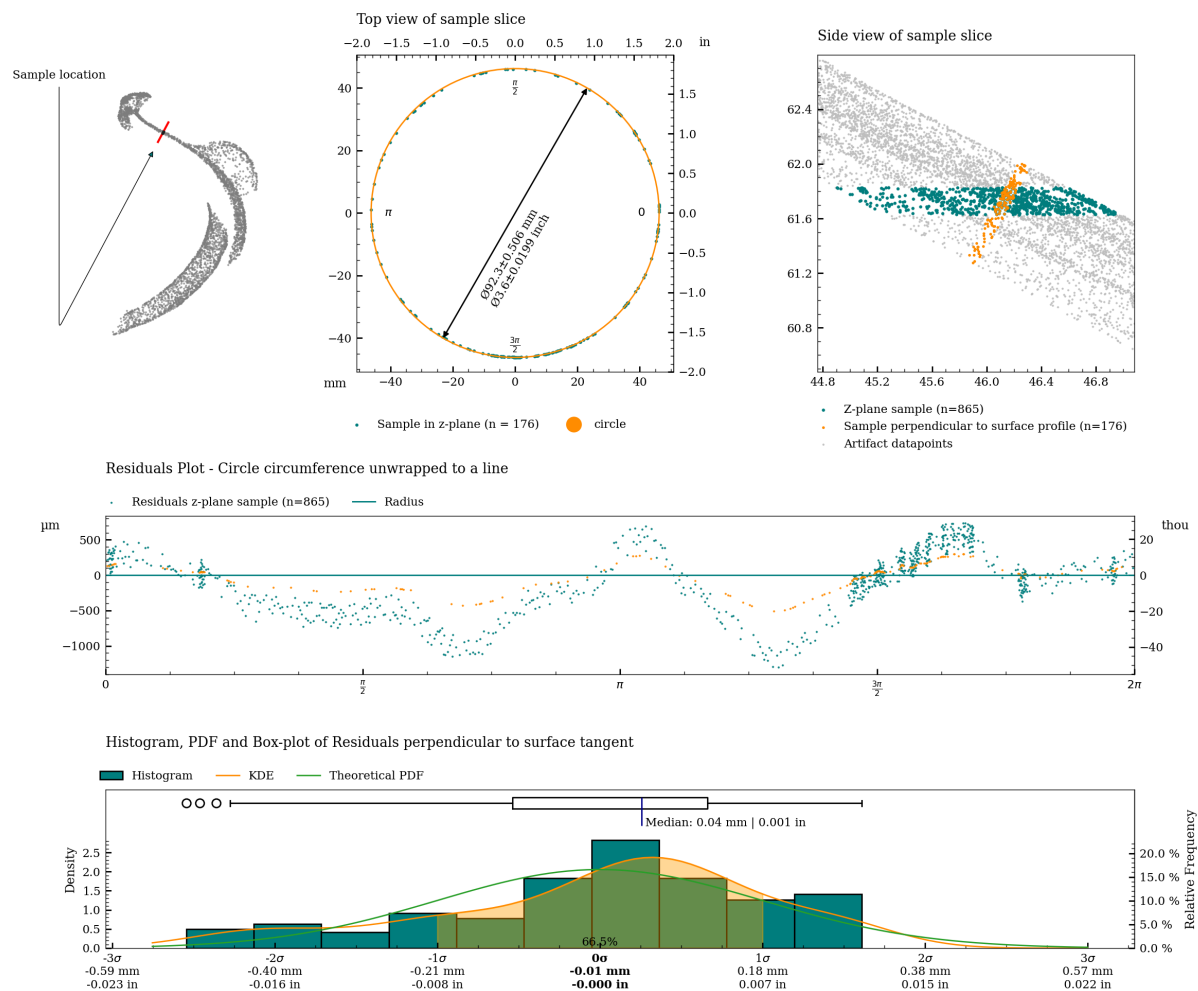 Top view of sample slice
−2.0 −1.5 −1.0 −0.5 0.0 0.5 1.0 1.5 2.0 in
Side view of sample slice
Sample location
40
20
0
−20
−40
mm
−40 −20 0 20 40
1.5
1.0
0.5
0.0
−0.5
−1.0
−1.5
−2.0
π/2
π
0
3π/2
Ø92.3±0.506 mm
Ø3.6±0.0199 inch
Sample in z-plane (n = 176)
circle
62.4
62.0
61.6
61.2
60.8
44.8 45.2 45.6 46.0 46.4 46.8
Z-plane sample (n=865)
Sample perpendicular to surface profile (n=176)
Artifact datapoints
Residuals Plot - Circle circumference unwrapped to a line
Residuals z-plane sample (n=865)
Radius
µm
thou
500
0
−500
−1000
20
0
−20
−40
0 π/2 π 3π/2 2π
Histogram, PDF and Box-plot of Residuals perpendicular to surface tangent
Histogram
KDE
Theoretical PDF
Median: 0.04 mm | 0.001 in
Density
2.5
2.0
1.5
1.0
0.5
0.0
Relative Frequency
20.0 %
15.0 %
10.0 %
5.0 %
0.0 %
66.5%
-3σ -2σ -1σ 0σ 1σ 2σ 3σ
-0.59 mm -0.40 mm -0.21 mm -0.01 mm 0.18 mm 0.38 mm 0.57 mm
-0.023 in -0.016 in -0.008 in -0.000 in 0.007 in 0.015 in 0.022 in